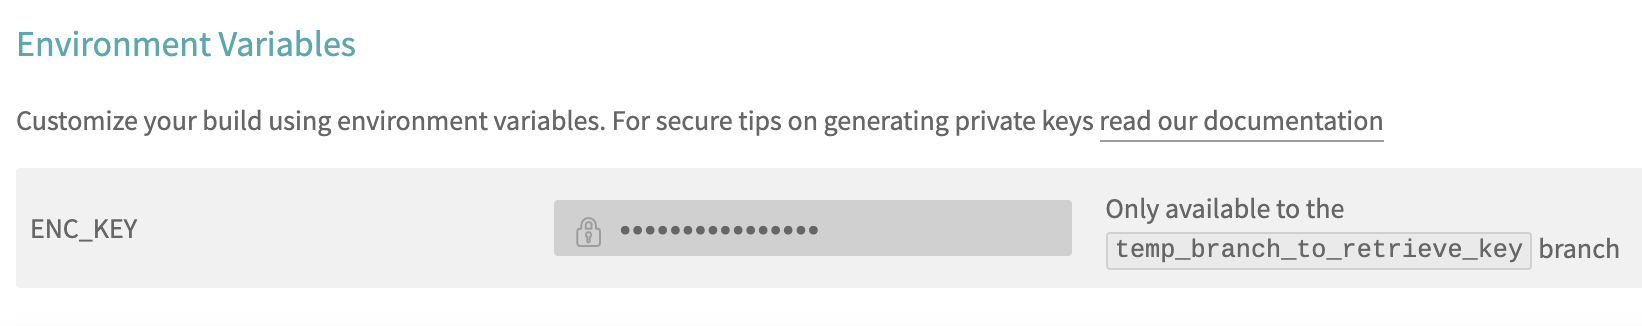 Environment Variables
Customize your build using environment variables. For secure tips on generating private keys read our documentation
ENC_KEY
••••••••••••••••
Only available to the
temp_branch_to_retrieve_key branch